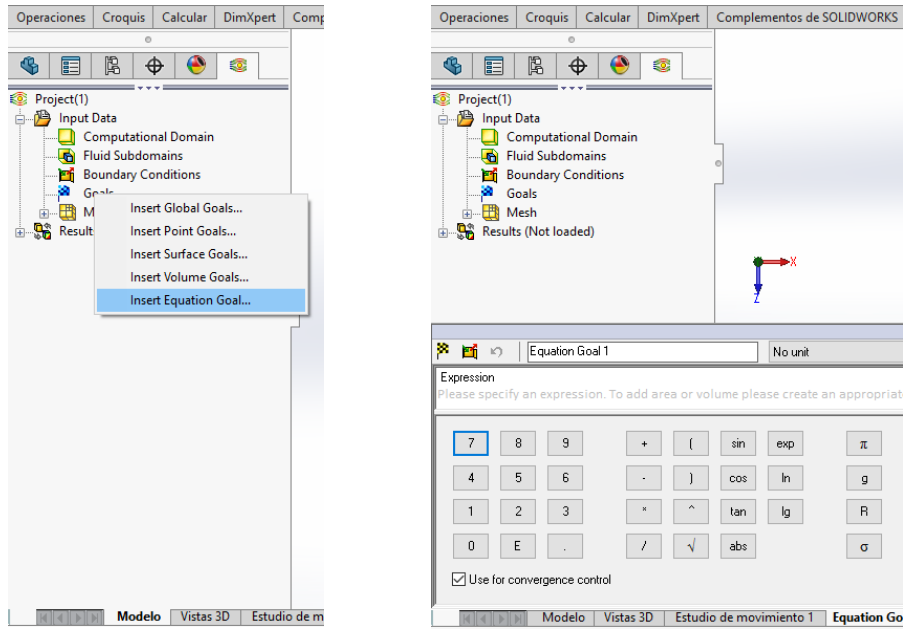 Operaciones Croquis Calcular DimXpert
Project(1)
Input Data
Computational Domain
Fluid Subdomains
Boundary Conditions
Insert Global Goals...
Insert Point Goals...
Insert Surface Goals...
Insert Volume Goals...
Insert Equation Goal...
Modelo Vistas 3D
Operaciones Croquis Calcular DimXpert Complementos de SOLIDWORKS
Project(1)
Input Data
Computational Domain
Fluid Subdomains
Boundary Conditions
Goals
Mesh
Results (Not loaded)
X
Z
Equation Goal 1 No unit
Expression
Please specify an expression. To add area or volume please create an appropriat
7 8 9 + ( sin exp π
4 5 6 - ) cos ln g
1 2 3 * ^ tan lg R
0 E . / √ abs σ
Use for convergence control
Modelo Vistas 3D Estudio de movimiento 1 Equation Go